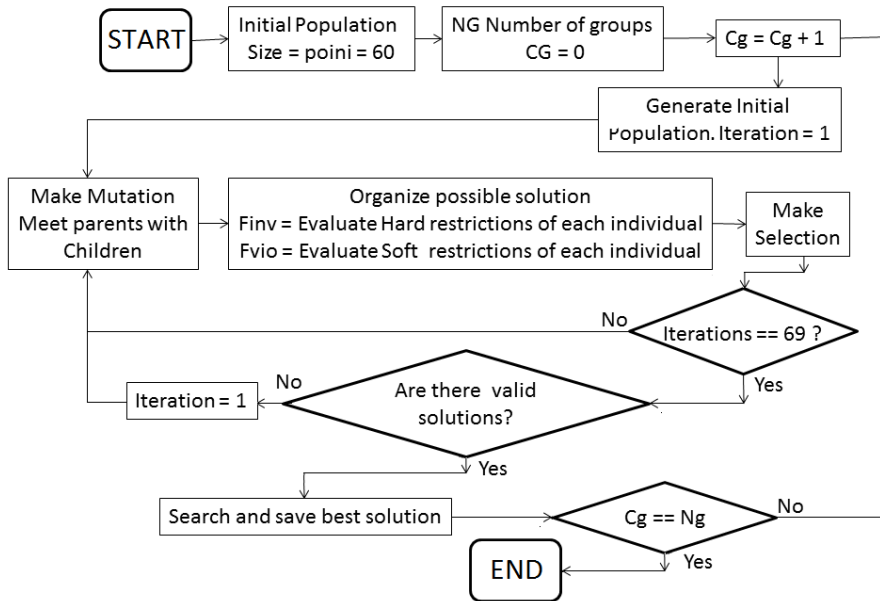 START
Initial Population
Size = poini = 60
NG Number of groups
CG = 0
Cg = Cg + 1
Generate Initial
Population. Iteration = 1
Make Mutation
Meet parents with
Children
Organize possible solution
Finv = Evaluate Hard restrictions of each individual
Fvio = Evaluate Soft restrictions of each individual
Make
Selection
Iterations == 69 ?
No
Yes
Are there valid
solutions?
No
Iteration = 1
Yes
Search and save best solution
Cg == Ng
No
Yes
END